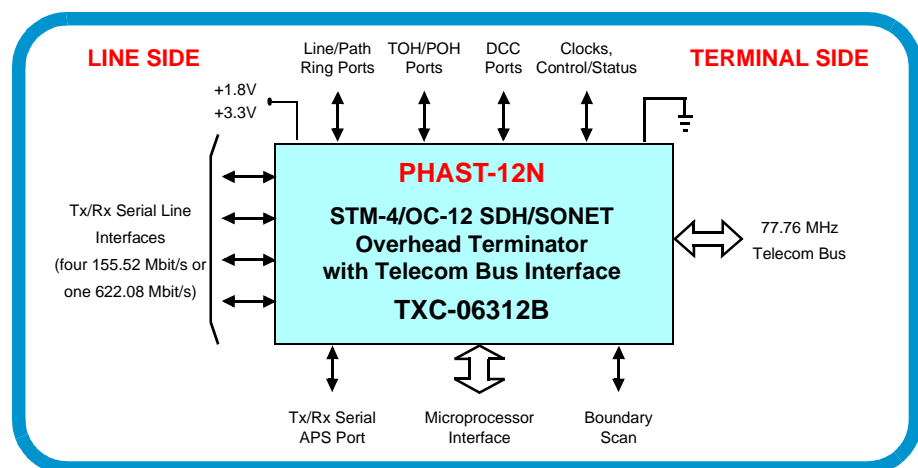 LINE SIDE
Line/Path
Ring Ports
TOH/POH
Ports
DCC
Ports
Clocks,
Control/Status
TERMINAL SIDE
+1.8V
+3.3V
Tx/Rx Serial Line
Interfaces
(four 155.52 Mbit/s or
one 622.08 Mbit/s)
PHAST-12N
STM-4/OC-12 SDH/SONET
Overhead Terminator
with Telecom Bus Interface
TXC-06312B
77.76 MHz
Telecom Bus
Tx/Rx Serial
APS Port
Microprocessor
Interface
Boundary
Scan